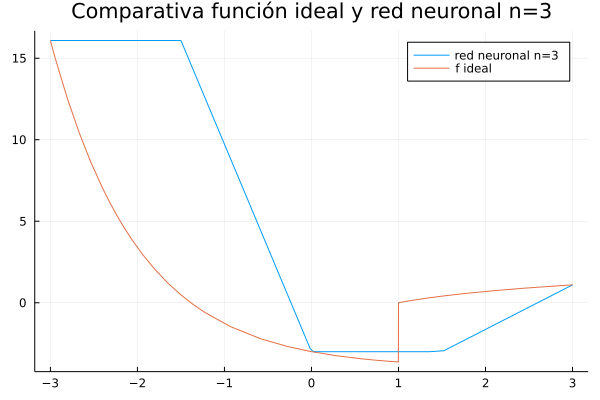 Comparativa función ideal y red neuronal n=3
red neuronal n=3
f ideal
15
10
5
0
−3 −2 −1 0 1 2 3